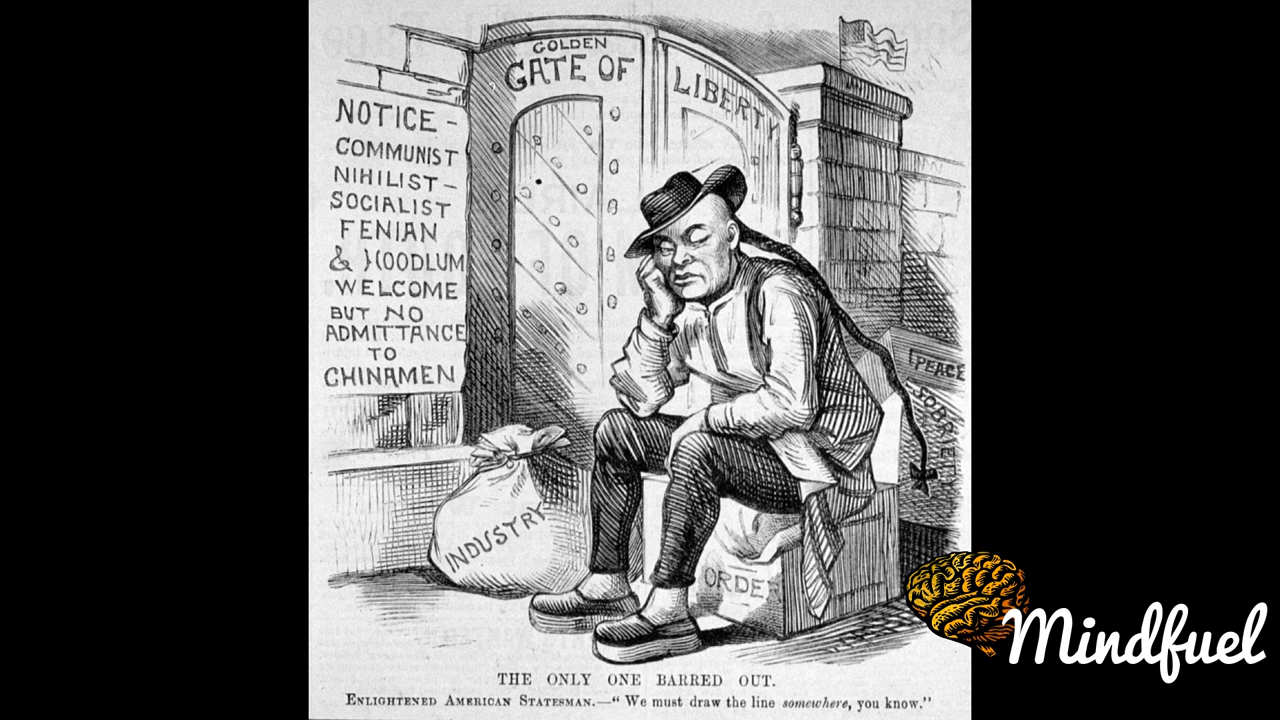 GOLDEN
GATE OF
LIBERTY
NOTICE -
COMMUNIST
NIHILIST -
SOCIALIST
FENIAN
& HOODLUM
WELCOME
BUT NO
ADMITTANCE
TO
CHINAMEN
PEACE
SOBRIETY
INDUSTRY
ORDER
Mindfuel
THE ONLY ONE BARRED OUT.
ENLIGHTENED AMERICAN STATESMAN.—“ We must draw the line somewhere, you know.”